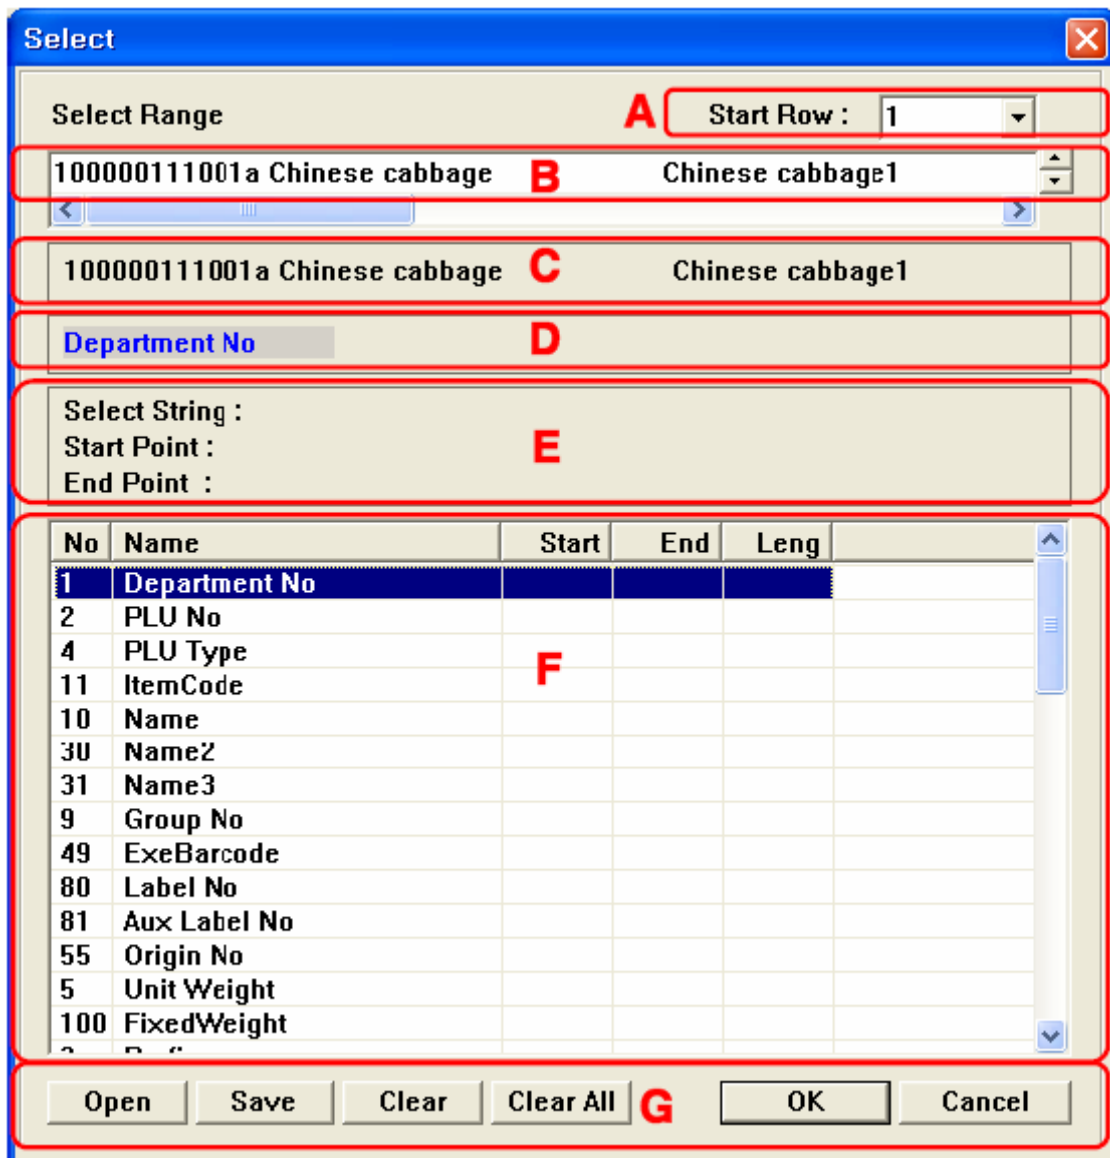 Select
Select Range A Start Row : 1
100000111001a Chinese cabbage B Chinese cabbage1
100000111001a Chinese cabbage C Chinese cabbage1
Department No D
Select String :
Start Point : E
End Point :
No Name Start End Leng
1 Department No
2 PLU No
4 PLU Type
11 ItemCode F
10 Name
30 Name2
31 Name3
9 Group No
49 ExeBarcode
80 Label No
81 Aux Label No
55 Origin No
5 Unit Weight
100 FixedWeight
Open Save Clear Clear All G OK Cancel